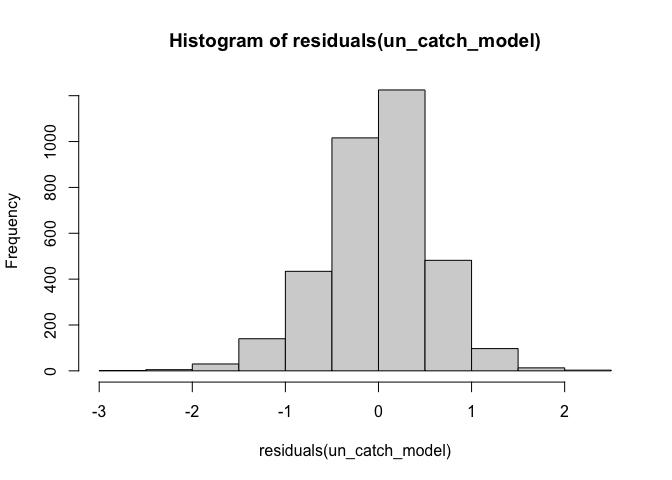 Histogram of residuals(un_catch_model)
Frequency
1000
800
600
400
200
0
-3 -2 -1 0 1 2
residuals(un_catch_model)